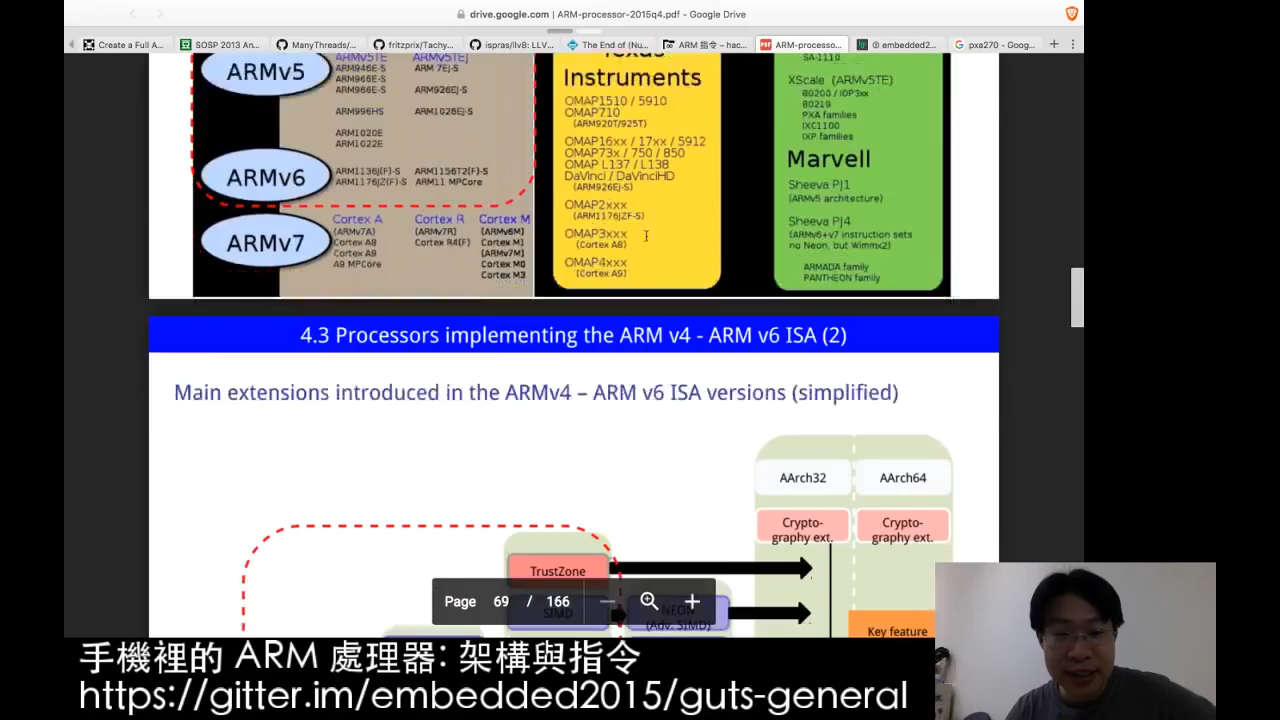 drive.google.com | ARM-processor-2015q4.pdf - Google Drive
Create a Full A...
SOSP 2013 An...
ManyThreads/...
fritzprix/Tachy...
ispras/llv8: LLV...
The End of (Nu...
ARM 指令 – hac...
ARM-processo...
embedded2...
pxa270 - Goog...
ARMv5
ARMv5TE ARMv5TEJ
ARM946E-S ARM 7EJ-S
ARM966E-S
ARM968E-S ARM926EJ-S
ARM996HS ARM1026EJ-S
ARM1020E
ARM1022E
ARMv6
ARM1136J(F)-S ARM1156T2(F)-S
ARM1176JZ(F)-S ARM11 MPCore
ARMv7
Cortex A Cortex R Cortex M
(ARMv7A) (ARMv7R) (ARMv6M)
Cortex A8 Cortex R4(F) Cortex M1
Cortex A9 (ARMv7M)
A9 MPCore Cortex M0
Cortex M3
Texas
Instruments
OMAP1510 / 5910
OMAP710
(ARM920T/925T)
OMAP16xx / 17xx / 5912
OMAP73x / 750 / 850
OMAP L137 / L138
DaVinci / DaVinciHD
(ARM926EJ-S)
OMAP2xxx
(ARM1176JZF-S)
OMAP3xxx
(Cortex A8)
OMAP4xxx
(Cortex A9)
SA-1110
XScale (ARMv5TE)
80200 / IOP3xx
80219
PXA families
IXC1100
IXP families
Marvell
Sheeva PJ1
(ARMv5 architecture)
Sheeva PJ4
(ARMv6+v7 instruction sets
no Neon, but Wimmx2)
ARMADA family
PANTHEON family
4.3 Processors implementing the ARM v4 - ARM v6 ISA (2)
Main extensions introduced in the ARMv4 – ARM v6 ISA versions (simplified)
AArch32 AArch64
Crypto-
graphy ext.
Crypto-
graphy ext.
TrustZone
SIMD
NEON
(Adv. SIMD)
Key feature
Page 69 / 166
手機裡的 ARM 處理器: 架構與指令
https://gitter.im/embedded2015/guts-general